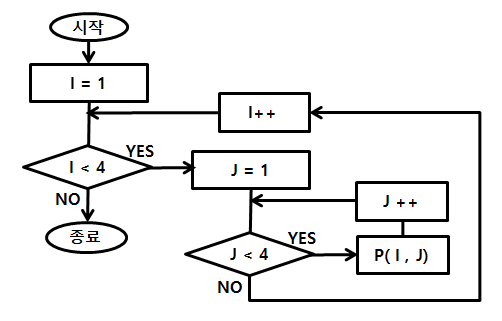 시작
I = 1
I++
I < 4
YES
J = 1
NO
J ++
종료
J < 4
YES
P( I , J)
NO